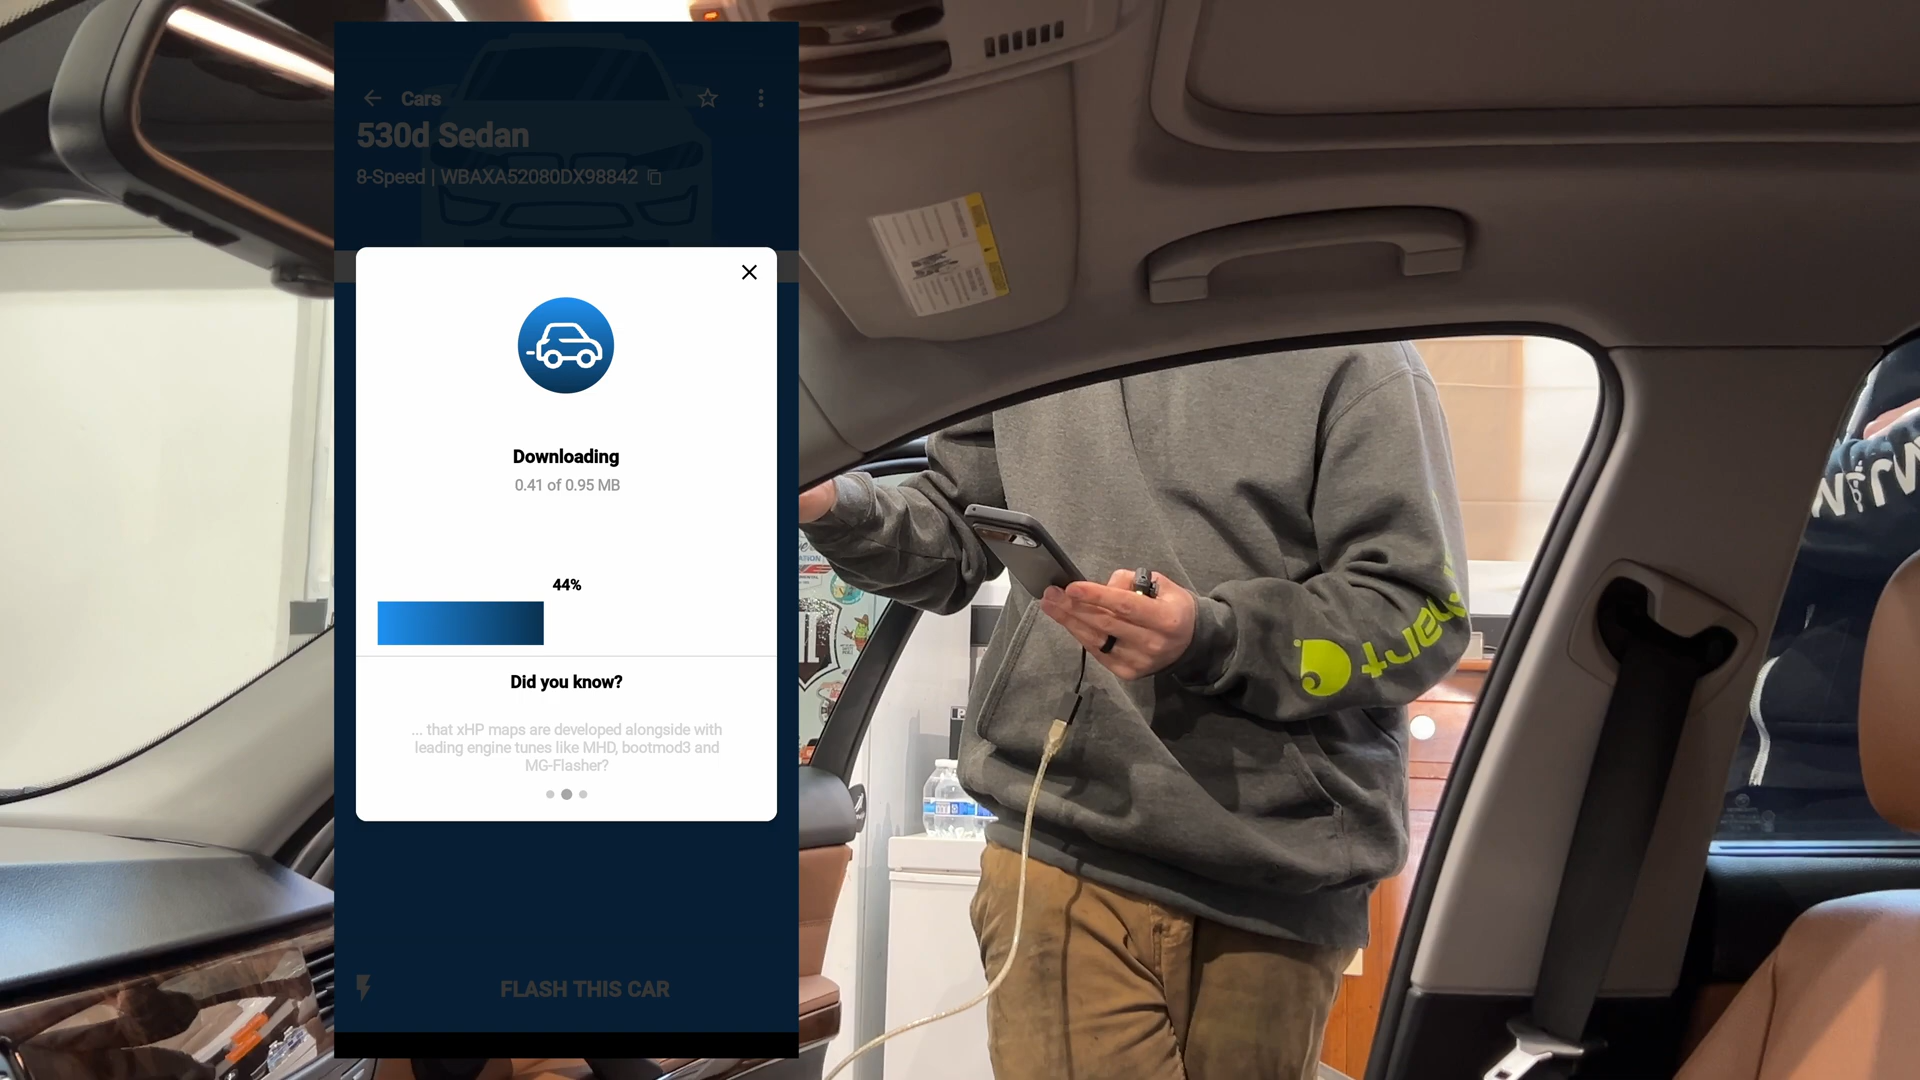 Cars
530d Sedan
8-Speed | WBAXA52080DX98842
Downloading
0.41 of 0.95 MB
44%
Did you know?
... that xHP maps are developed alongside with
leading engine tunes like MHD, bootmod3 and
MG-Flasher?
FLASH THIS CAR